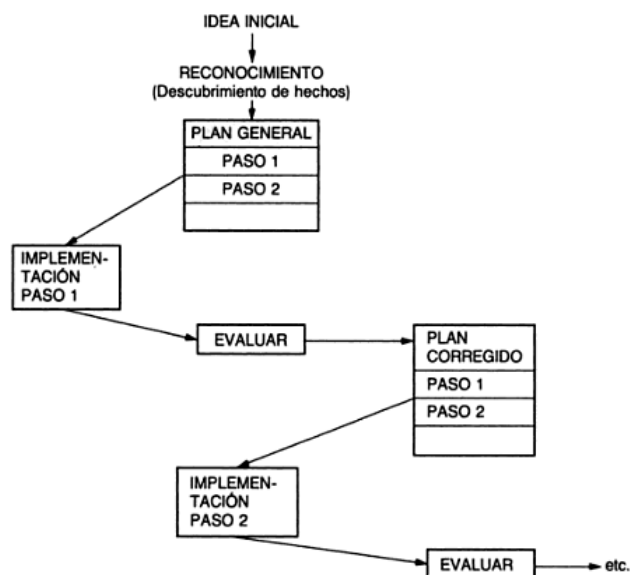 IDEA INICIAL
RECONOCIMIENTO
(Descubrimiento de hechos)
PLAN GENERAL
PASO 1
PASO 2
IMPLEMEN-
TACIÓN
PASO 1
EVALUAR
PLAN
CORREGIDO
PASO 1
PASO 2
IMPLEMEN-
TACIÓN
PASO 2
EVALUAR
etc.